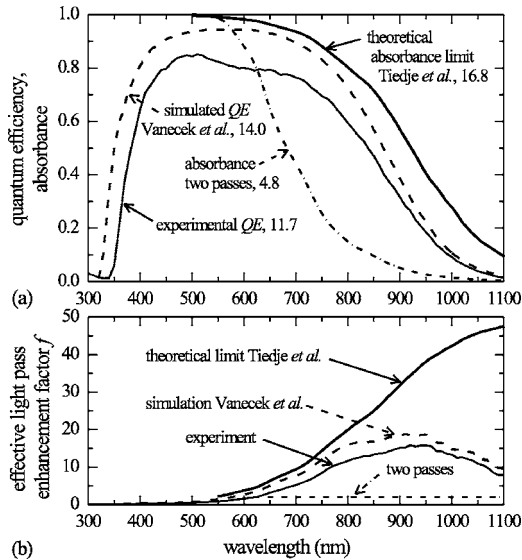 (a)
quantum efficiency,
absorbance
1.0
0.8
0.6
0.4
0.2
0.0
theoretical
absorbance limit
Tiedje et al., 16.8
simulated QE
Vanecek et al., 14.0
absorbance
two passes, 4.8
experimental QE, 11.7
300 400 500 600 700 800 900 1000 1100
(b)
effective light pass
enhancement factor f
50
40
30
20
10
0
theoretical limit Tiedje et al.
simulation Vanecek et al.
experiment
two passes
300 400 500 600 700 800 900 1000 1100
wavelength (nm)